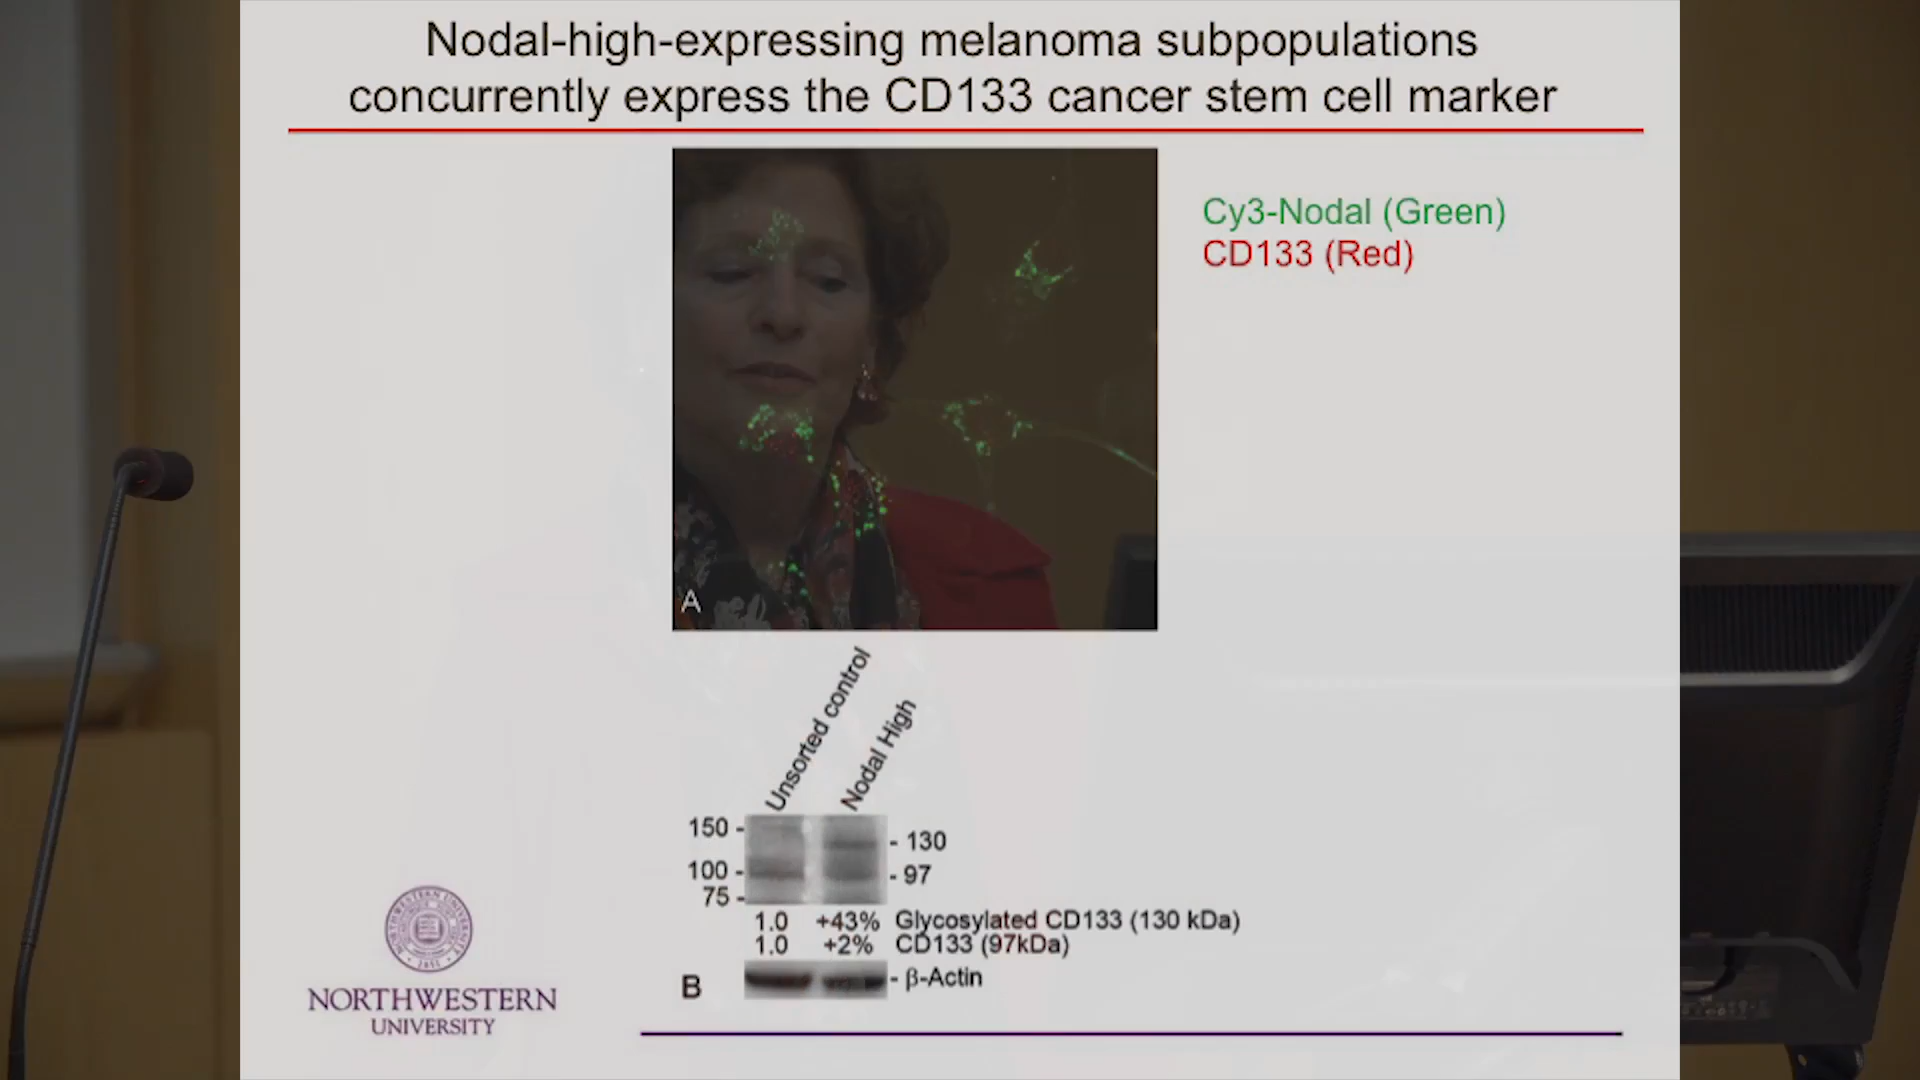 Nodal-high-expressing melanoma subpopulations
concurrently express the CD133 cancer stem cell marker
Cy3-Nodal (Green)
CD133 (Red)
A
Unsorted control
Nodal High
150 -
- 130
100 -
- 97
75 -
1.0 +43% Glycosylated CD133 (130 kDa)
1.0 +2% CD133 (97kDa)
B
- β-Actin
NORTHWESTERN
UNIVERSITY